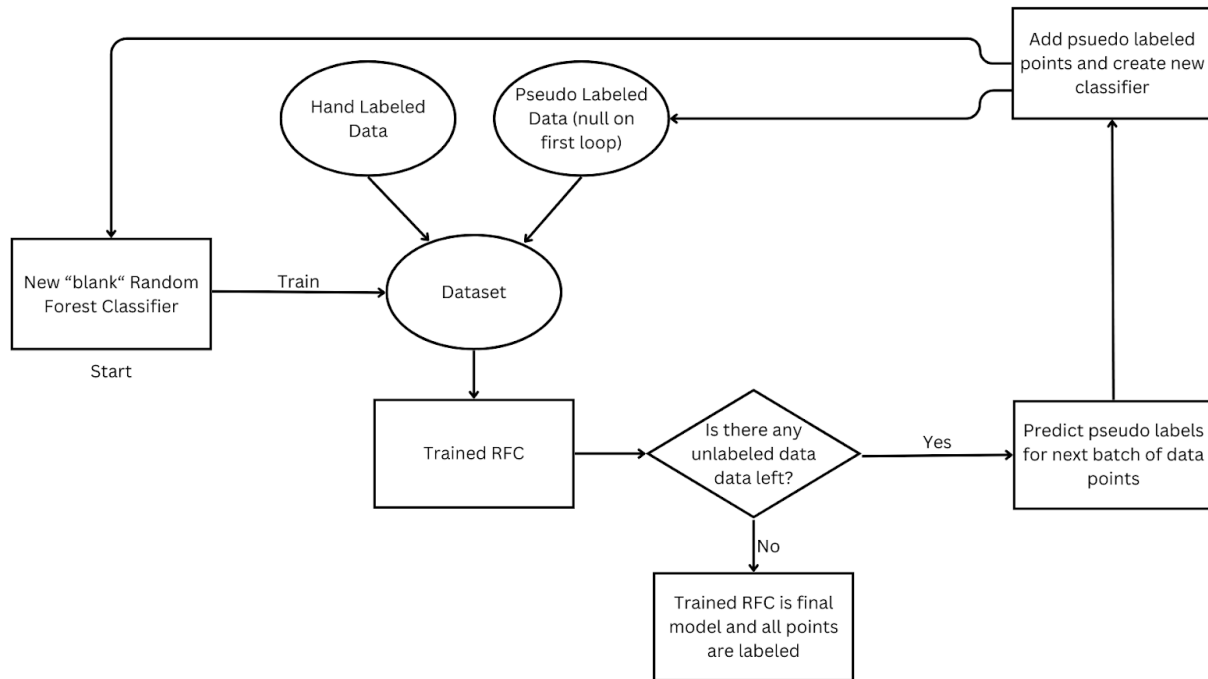 Add psuedo labeled
points and create new
classifier
Hand Labeled
Data
Pseudo Labeled
Data (null on
first loop)
New “blank“ Random
Forest Classifier
Train
Dataset
Start
Trained RFC
Is there any
unlabeled data
data left?
Yes
Predict pseudo labels
for next batch of data
points
No
Trained RFC is final
model and all points
are labeled